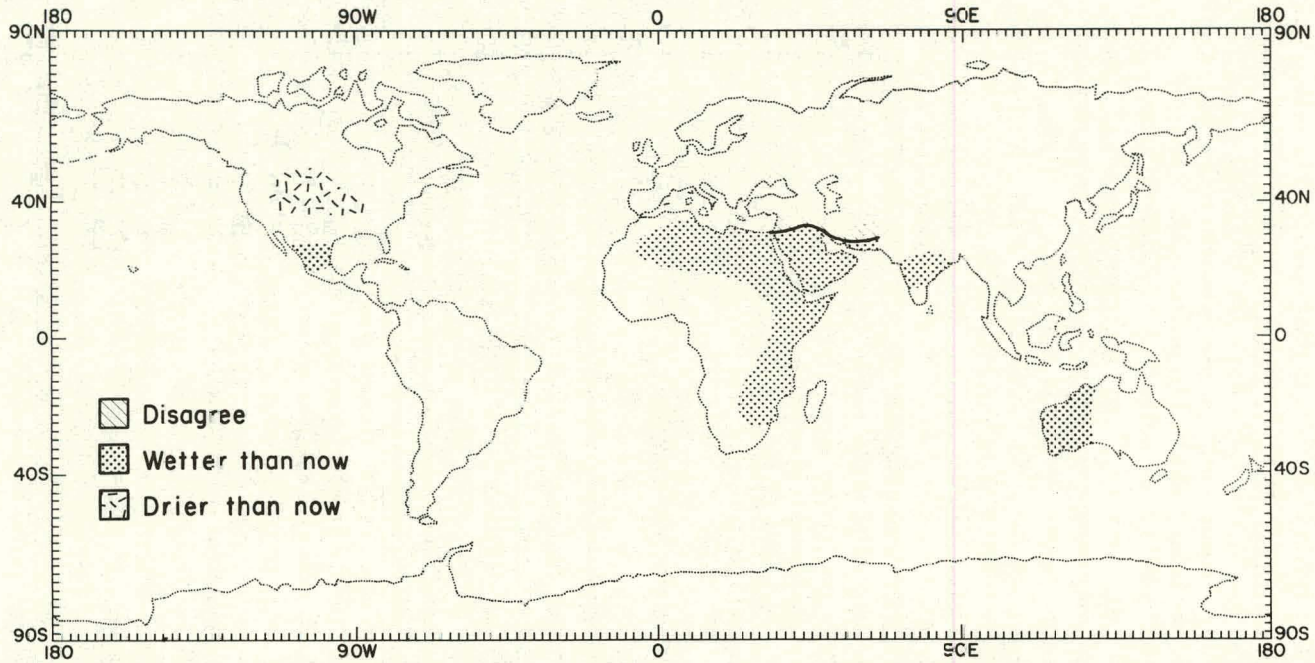 180 90W 0 90E 180
90N 90N
40N 40N
0 0
Disagree
Wetter than now
40S 40S
Drier than now
90S 90S
180 90W 0 90E 180